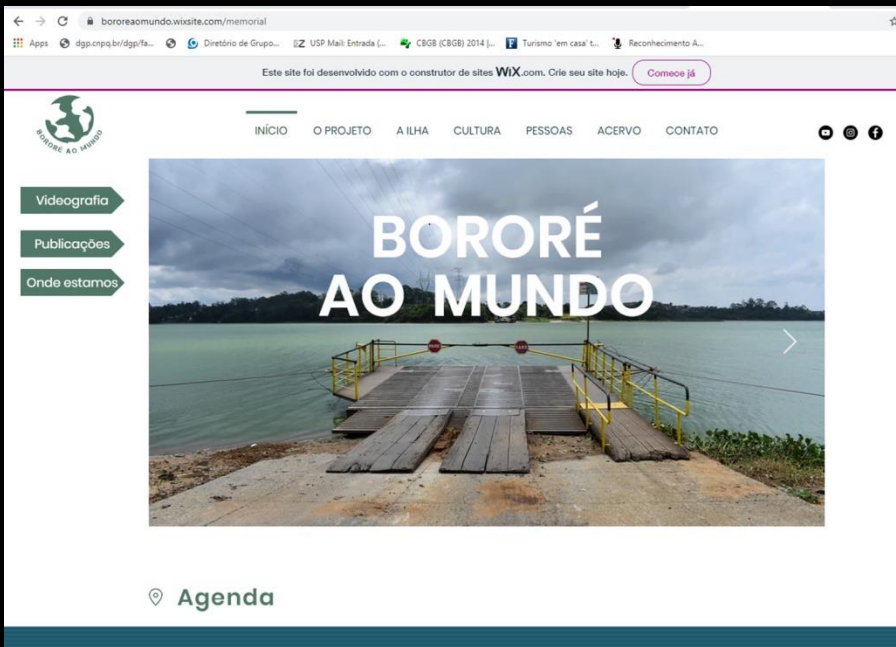 bororeaomundo.wixsite.com/memorial
Apps dgp.cnpq.br/dgp/fa... Diretório de Grupo... USP Mail: Entrada (... CBGB (CBGB) 2014 |... Turismo 'em casa' t... Reconhecimento A...
Este site foi desenvolvido com o construtor de sites WiX.com. Crie seu site hoje. Comece já
BORORÉ AO MUNDO
INÍCIO O PROJETO A ILHA CULTURA PESSOAS ACERVO CONTATO
Videografia
Publicações
Onde estamos
BORORÉ
AO MUNDO
Agenda